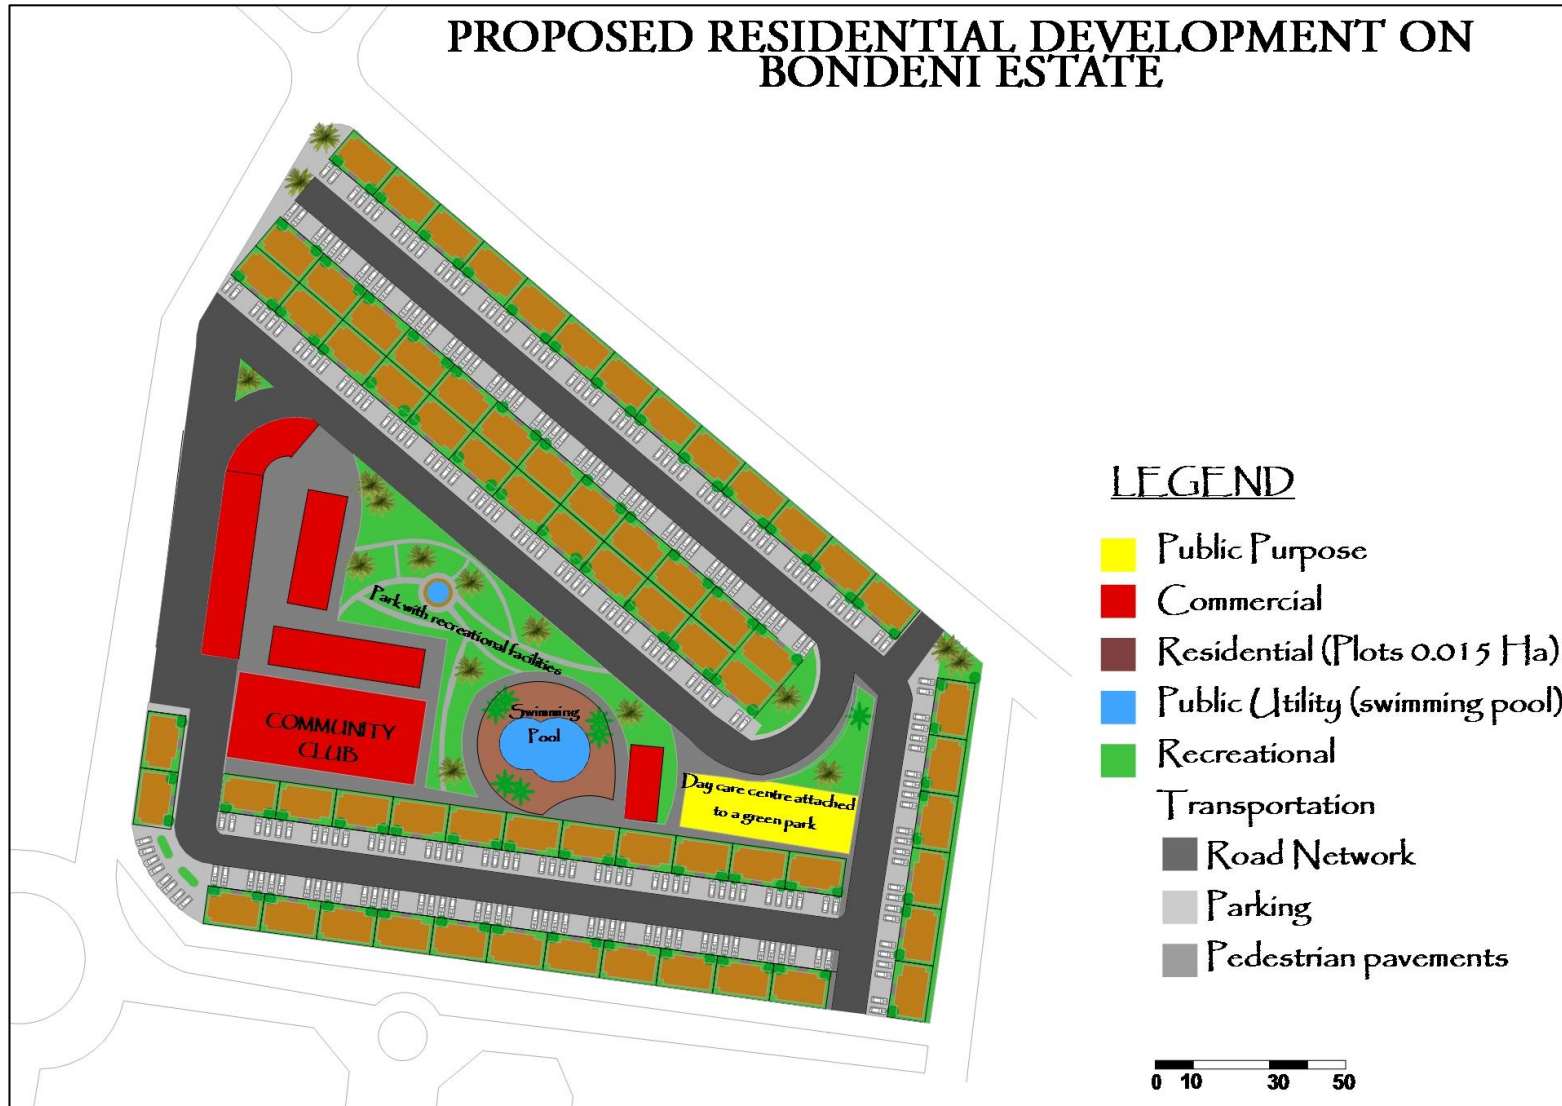 PROPOSED RESIDENTIAL DEVELOPMENT ON
BONDENI ESTATE
Park with recreational facilities
Swimming
Pool
COMMUNITY
CLUB
Day care centre attached
to a green park
LEGEND
Public Purpose
Commercial
Residential (Plots 0.015 Ha)
Public Utility (swimming pool)
Recreational
Transportation
Road Network
Parking
Pedestrian pavements
0 10 30 50